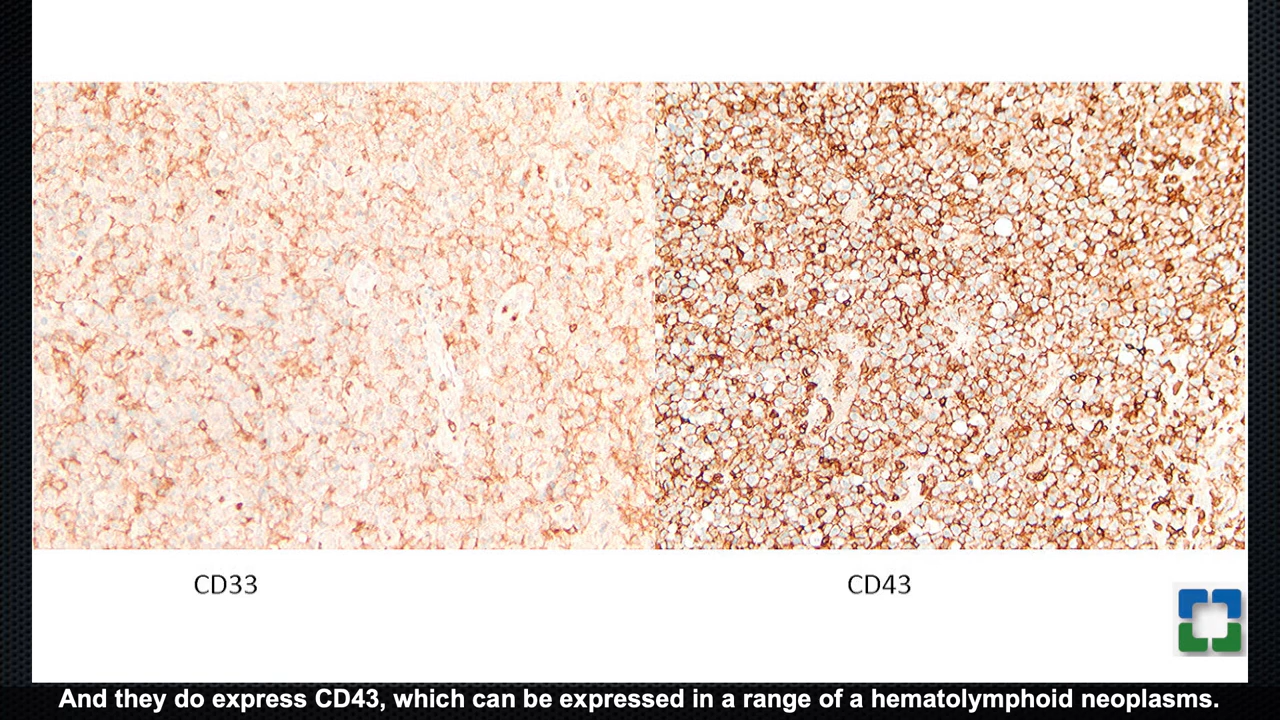 CD33
CD43
And they do express CD43, which can be expressed in a range of a hematolymphoid neoplasms.